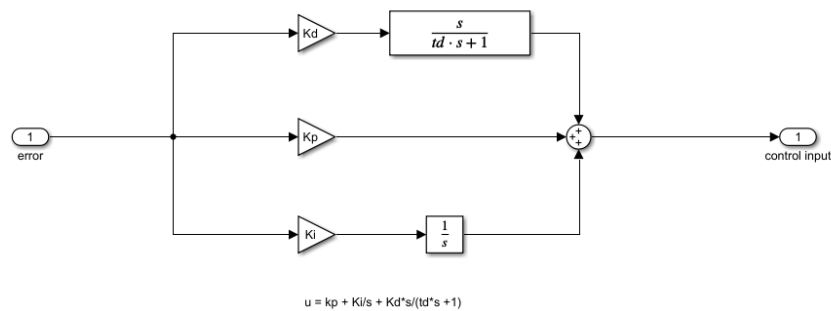 Kd
s
td · s + 1
1
error
Kp
+
+
+
1
control input
Ki
1
s
u = kp + Ki/s + Kd*s/(td*s +1)